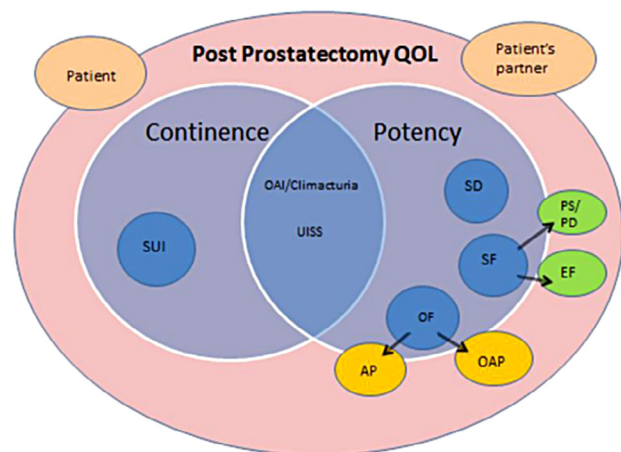 Post Prostatectomy QOL
Patient
Patient's
partner
Continence
Potency
OAI/Climacturia
UISS
SUI
SD
SF
PS/
PD
EF
OF
AP
OAP